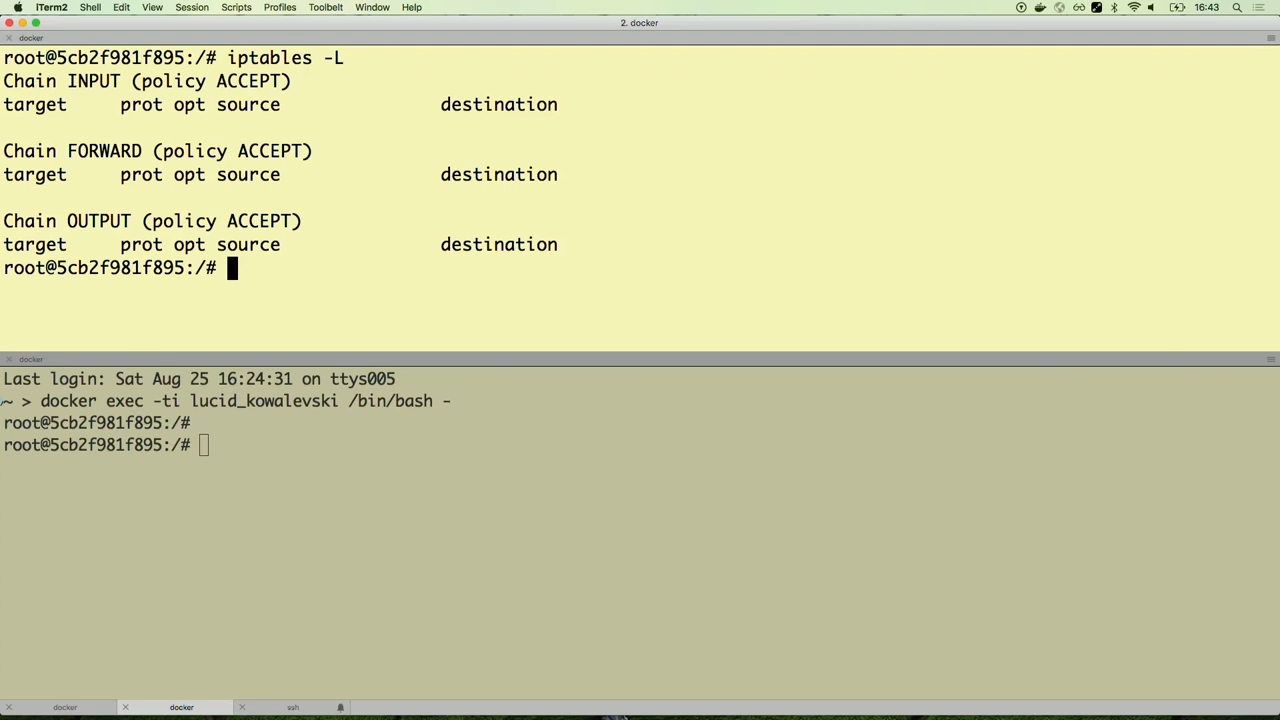 iTerm2 Shell Edit View Session Scripts Profiles Toolbelt Window Help 16:43
2. docker
docker
root@5cb2f981f895:/# iptables -L
Chain INPUT (policy ACCEPT)
target     prot opt source               destination
Chain FORWARD (policy ACCEPT)
target     prot opt source               destination
Chain OUTPUT (policy ACCEPT)
target     prot opt source               destination
root@5cb2f981f895:/#
docker
Last login: Sat Aug 25 16:24:31 on ttys005
~ > docker exec -ti lucid_kowalevski /bin/bash -
root@5cb2f981f895:/#
root@5cb2f981f895:/#
docker docker ssh